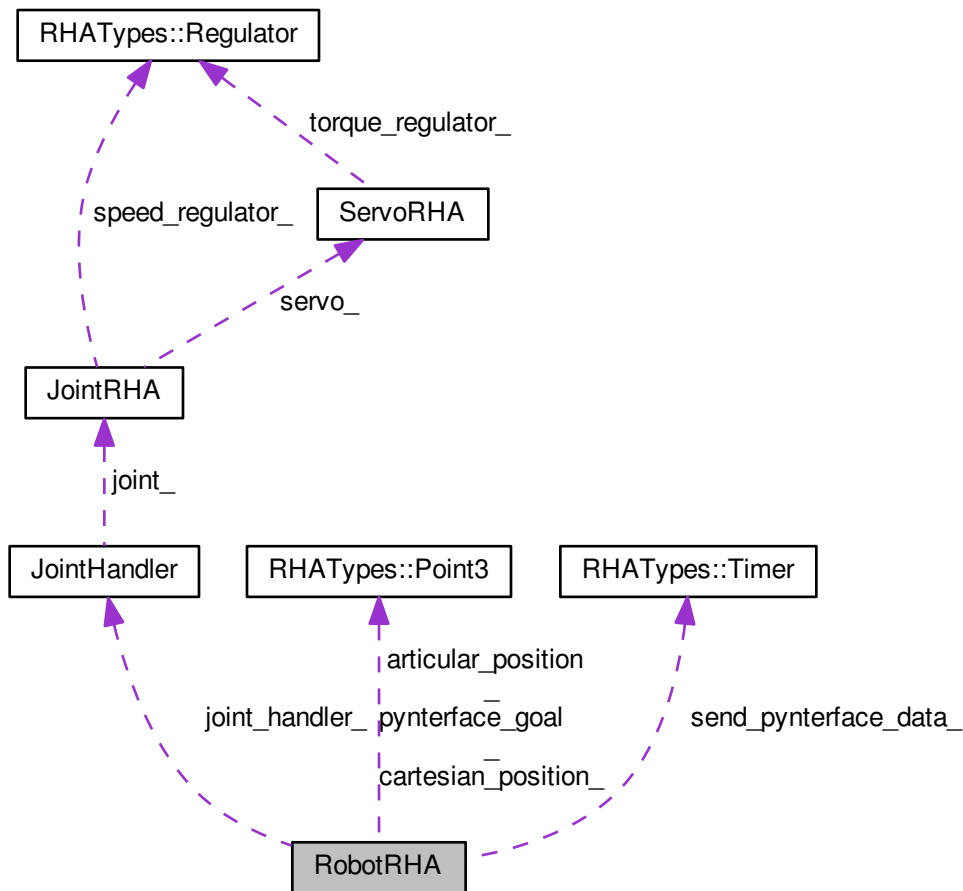 RHATypes::Regulator
torque_regulator_
ServoRHA
speed_regulator_
servo_
JointRHA
joint_
JointHandler
RHATypes::Point3
RHATypes::Timer
articular_position
_
joint_handler_
pynterface_goal
send_pynterface_data_
_
cartesian_position_
RobotRHA